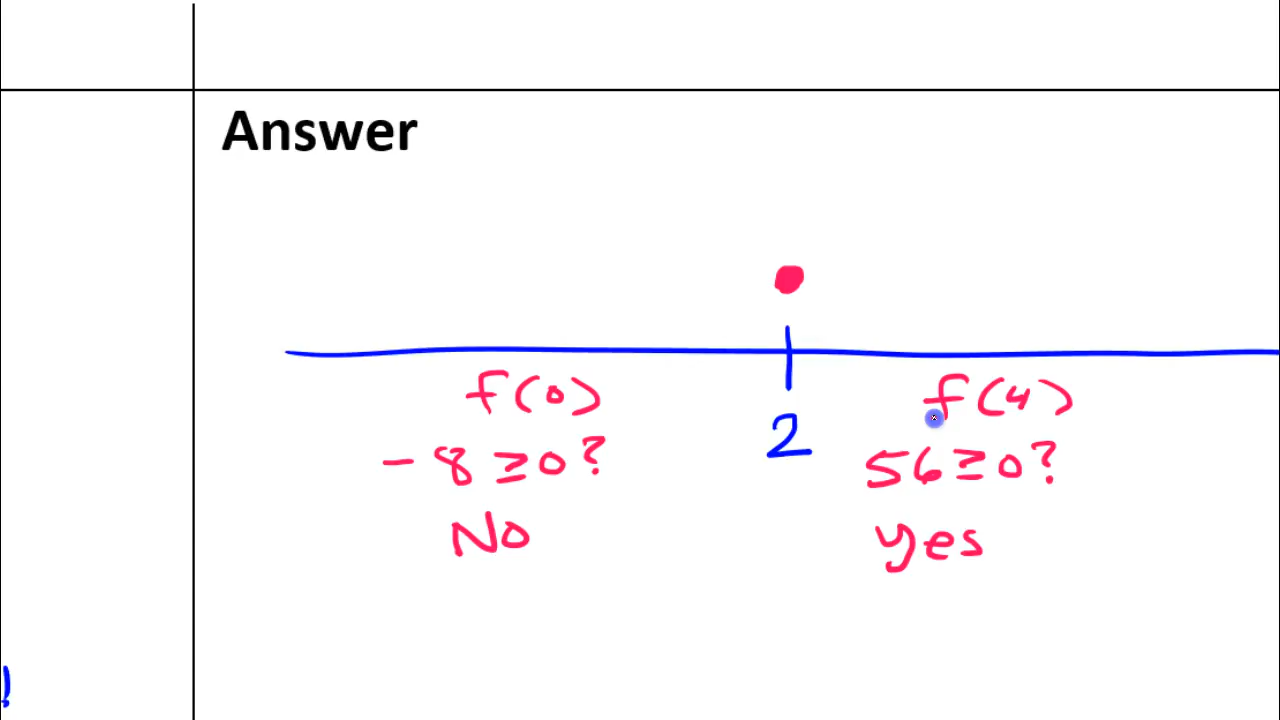 Answer
f(0) f(4)
2
-8 ≥ 0? 56 ≥ 0?
No yes
!